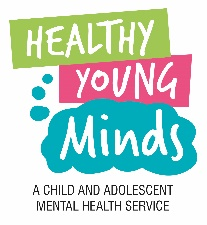 HEALTHY
YOUNG
Minds
A CHILD AND ADOLESCENT
MENTAL HEALTH SERVICE